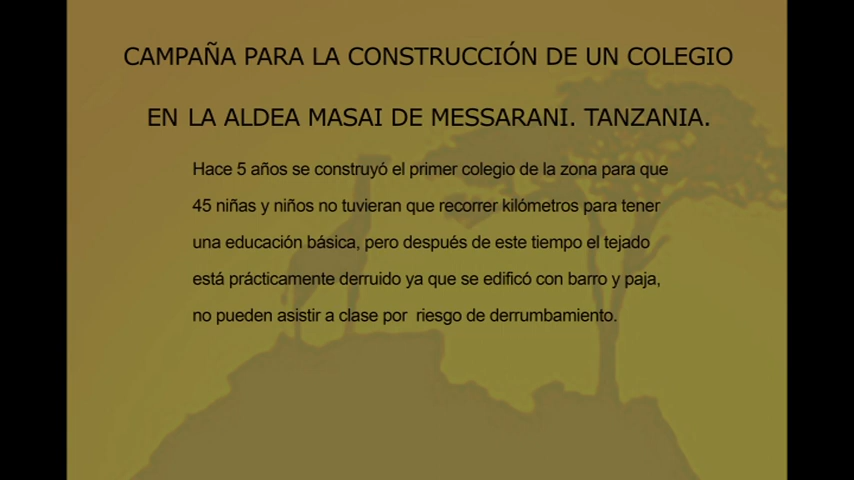 CAMPAÑA PARA LA CONSTRUCCIÓN DE UN COLEGIO
EN LA ALDEA MASAI DE MESSARANI. TANZANIA.
Hace 5 años se construyó el primer colegio de la zona para que
45 niñas y niños no tuvieran que recorrer kilómetros para tener
una educación básica, pero después de este tiempo el tejado
está prácticamente derruido ya que se edificó con barro y paja,
no pueden asistir a clase por  riesgo de derrumbamiento.